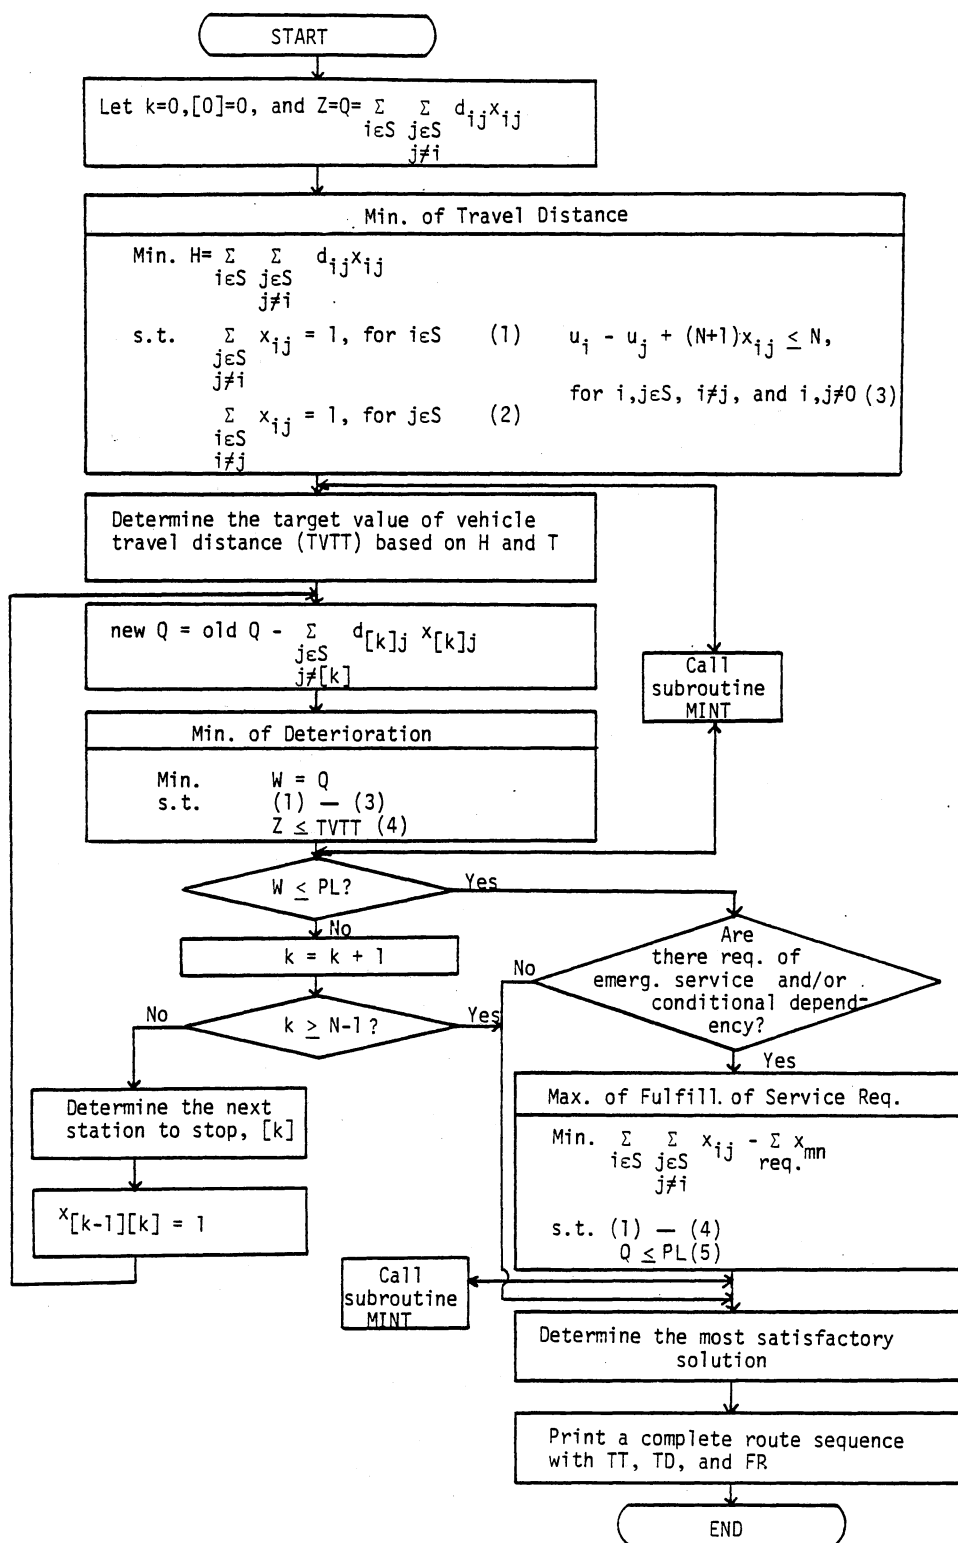 START
Let k=0,[0]=0, and Z=Q= Σ Σ d_ij x_ij
iεS jεS
j≠i
Min. of Travel Distance
Min. H= Σ Σ d_ij x_ij
iεS jεS
j≠i
s.t. Σ x_ij = 1, for iεS (1) u_i - u_j + (N+1)x_ij ≤ N,
jεS
j≠i
for i,jεS, i≠j, and i,j≠0 (3)
Σ x_ij = 1, for jεS (2)
iεS
i≠j
Determine the target value of vehicle
travel distance (TVTT) based on H and T
new Q = old Q - Σ d_[k]j x_[k]j
jεS
j≠[k]
Call
subroutine
MINT
Min. of Deterioration
Min. W = Q
s.t. (1) — (3)
Z ≤ TVTT (4)
W ≤ PL?
Yes
No
k = k + 1
Are
there req. of
emerg. service and/or
conditional depend-
ency?
No
Yes
k ≥ N-1?
No
Yes
Determine the next
station to stop, [k]
x_[k-1][k] = 1
Max. of Fulfill. of Service Req.
Min. Σ Σ x_ij - Σ x_mn
iεS jεS req.
j≠i
s.t. (1) — (4)
Q ≤ PL(5)
Call
subroutine
MINT
Determine the most satisfactory
solution
Print a complete route sequence
with TT, TD, and FR
END